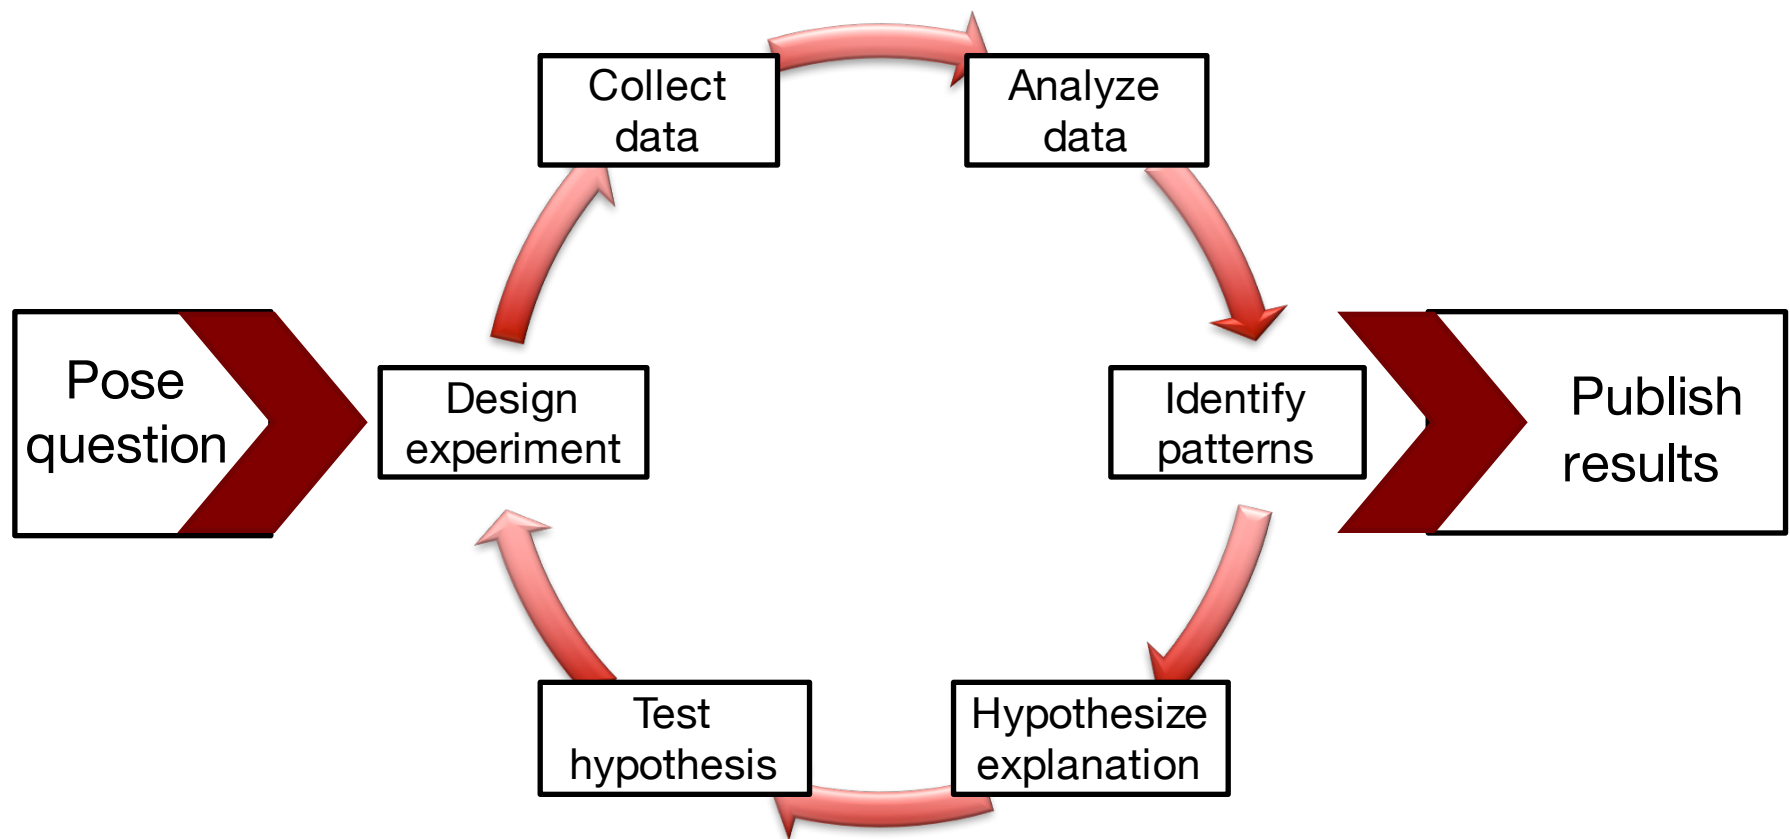 Pose
question
Design
experiment
Collect
data
Analyze
data
Identify
patterns
Hypothesize
explanation
Test
hypothesis
Publish
results